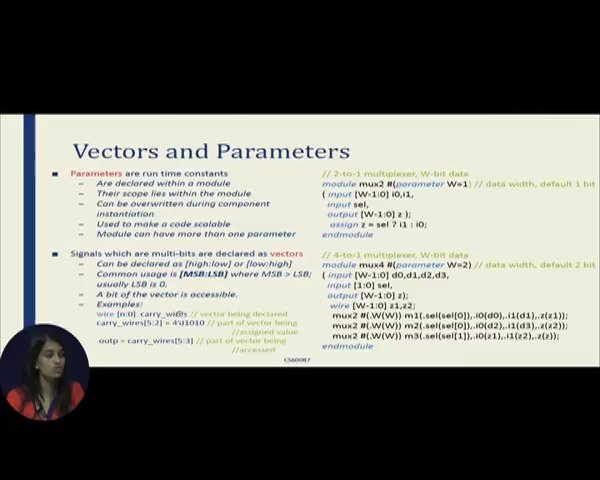 Vectors and Parameters
Parameters are run time constants
– Are declared within a module
– Their scope lies within the module
– Can be overwritten during component
instantiation
– Used to make a code scalable
– Module can have more than one parameter
Signals which are multi-bits are declared as vectors
– Can be declared as [high:low] or [low:high]
– Common usage is [MSB:LSB] where MSB > LSB;
usually LSB is 0.
– A bit of the vector is accessible.
– Examples:
wire [n:0] carry_wires // vector being declared
carry_wires[5:2] = 4\i1010 // part of vector being
//assigned value
outp = carry_wires[5:3] // part of vector being
//accessed
// 2-to-1 multiplexer, W-bit data
module mux2 #(parameter W=1) // data width, default 1 bit
( input [W-1:0] i0,i1,
input sel,
output [W-1:0] z );
assign z = sel ? i1 : i0;
endmodule
// 4-to-1 multiplexer, W-bit data
module mux4 #(parameter W=2) // data width, default 2 bit
( input [W-1:0] d0,d1,d2,d3,
input [1:0] sel,
output [W-1:0] z);
wire [W-1:0] z1,z2;
mux2 #(.W(W)) m1(.sel(sel[0]),.i0(d0),.i1(d1),.z(z1));
mux2 #(.W(W)) m2(.sel(sel[0]),.i0(d2),.i1(d3),.z(z2));
mux2 #(.W(W)) m3(.sel(sel[1]),.i0(z1),.i1(z2),.z(z));
endmodule
CS60087